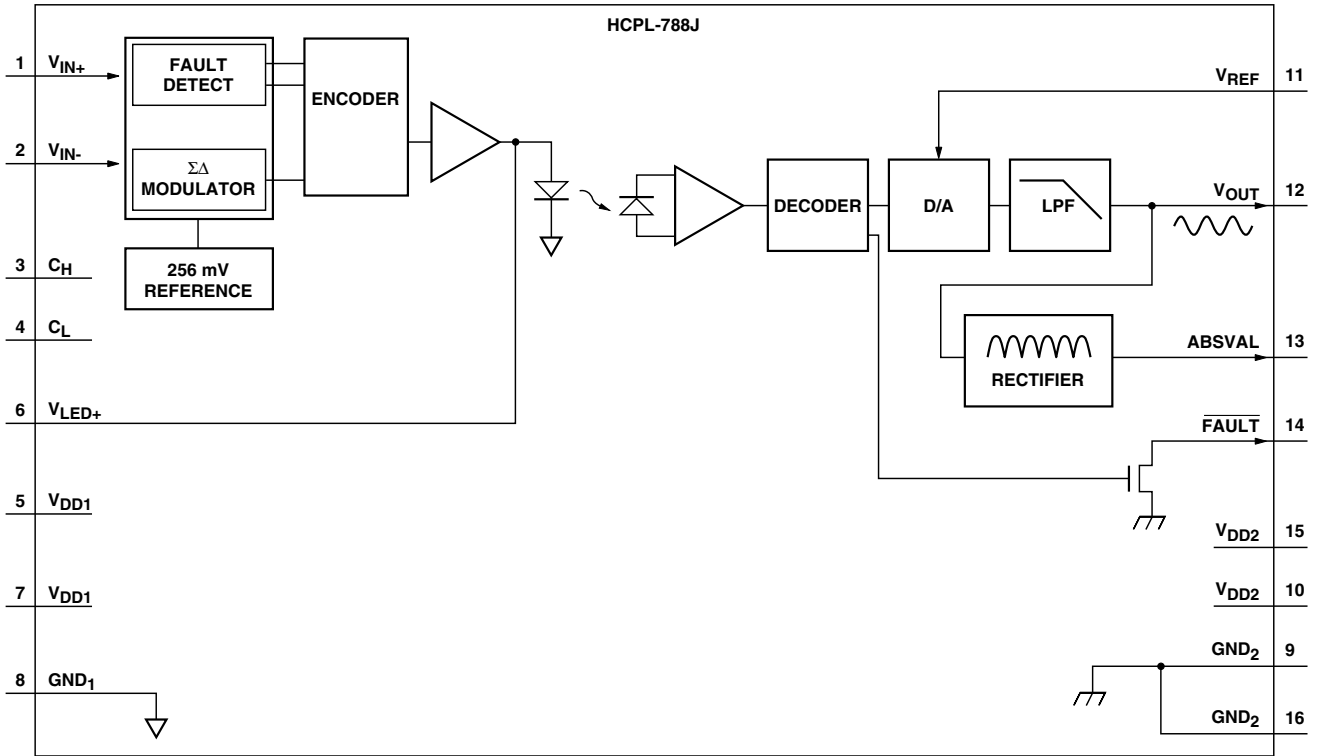 HCPL-788J
1 VIN+
2 VIN-
3 CH
4 CL
6 VLED+
5 VDD1
7 VDD1
8 GND1
FAULT
DETECT
ΣΔ
MODULATOR
256 mV
REFERENCE
ENCODER
DECODER
D/A
LPF
RECTIFIER
VREF 11
VOUT 12
ABSVAL 13
FAULT 14
VDD2 15
VDD2 10
GND2 9
GND2 16